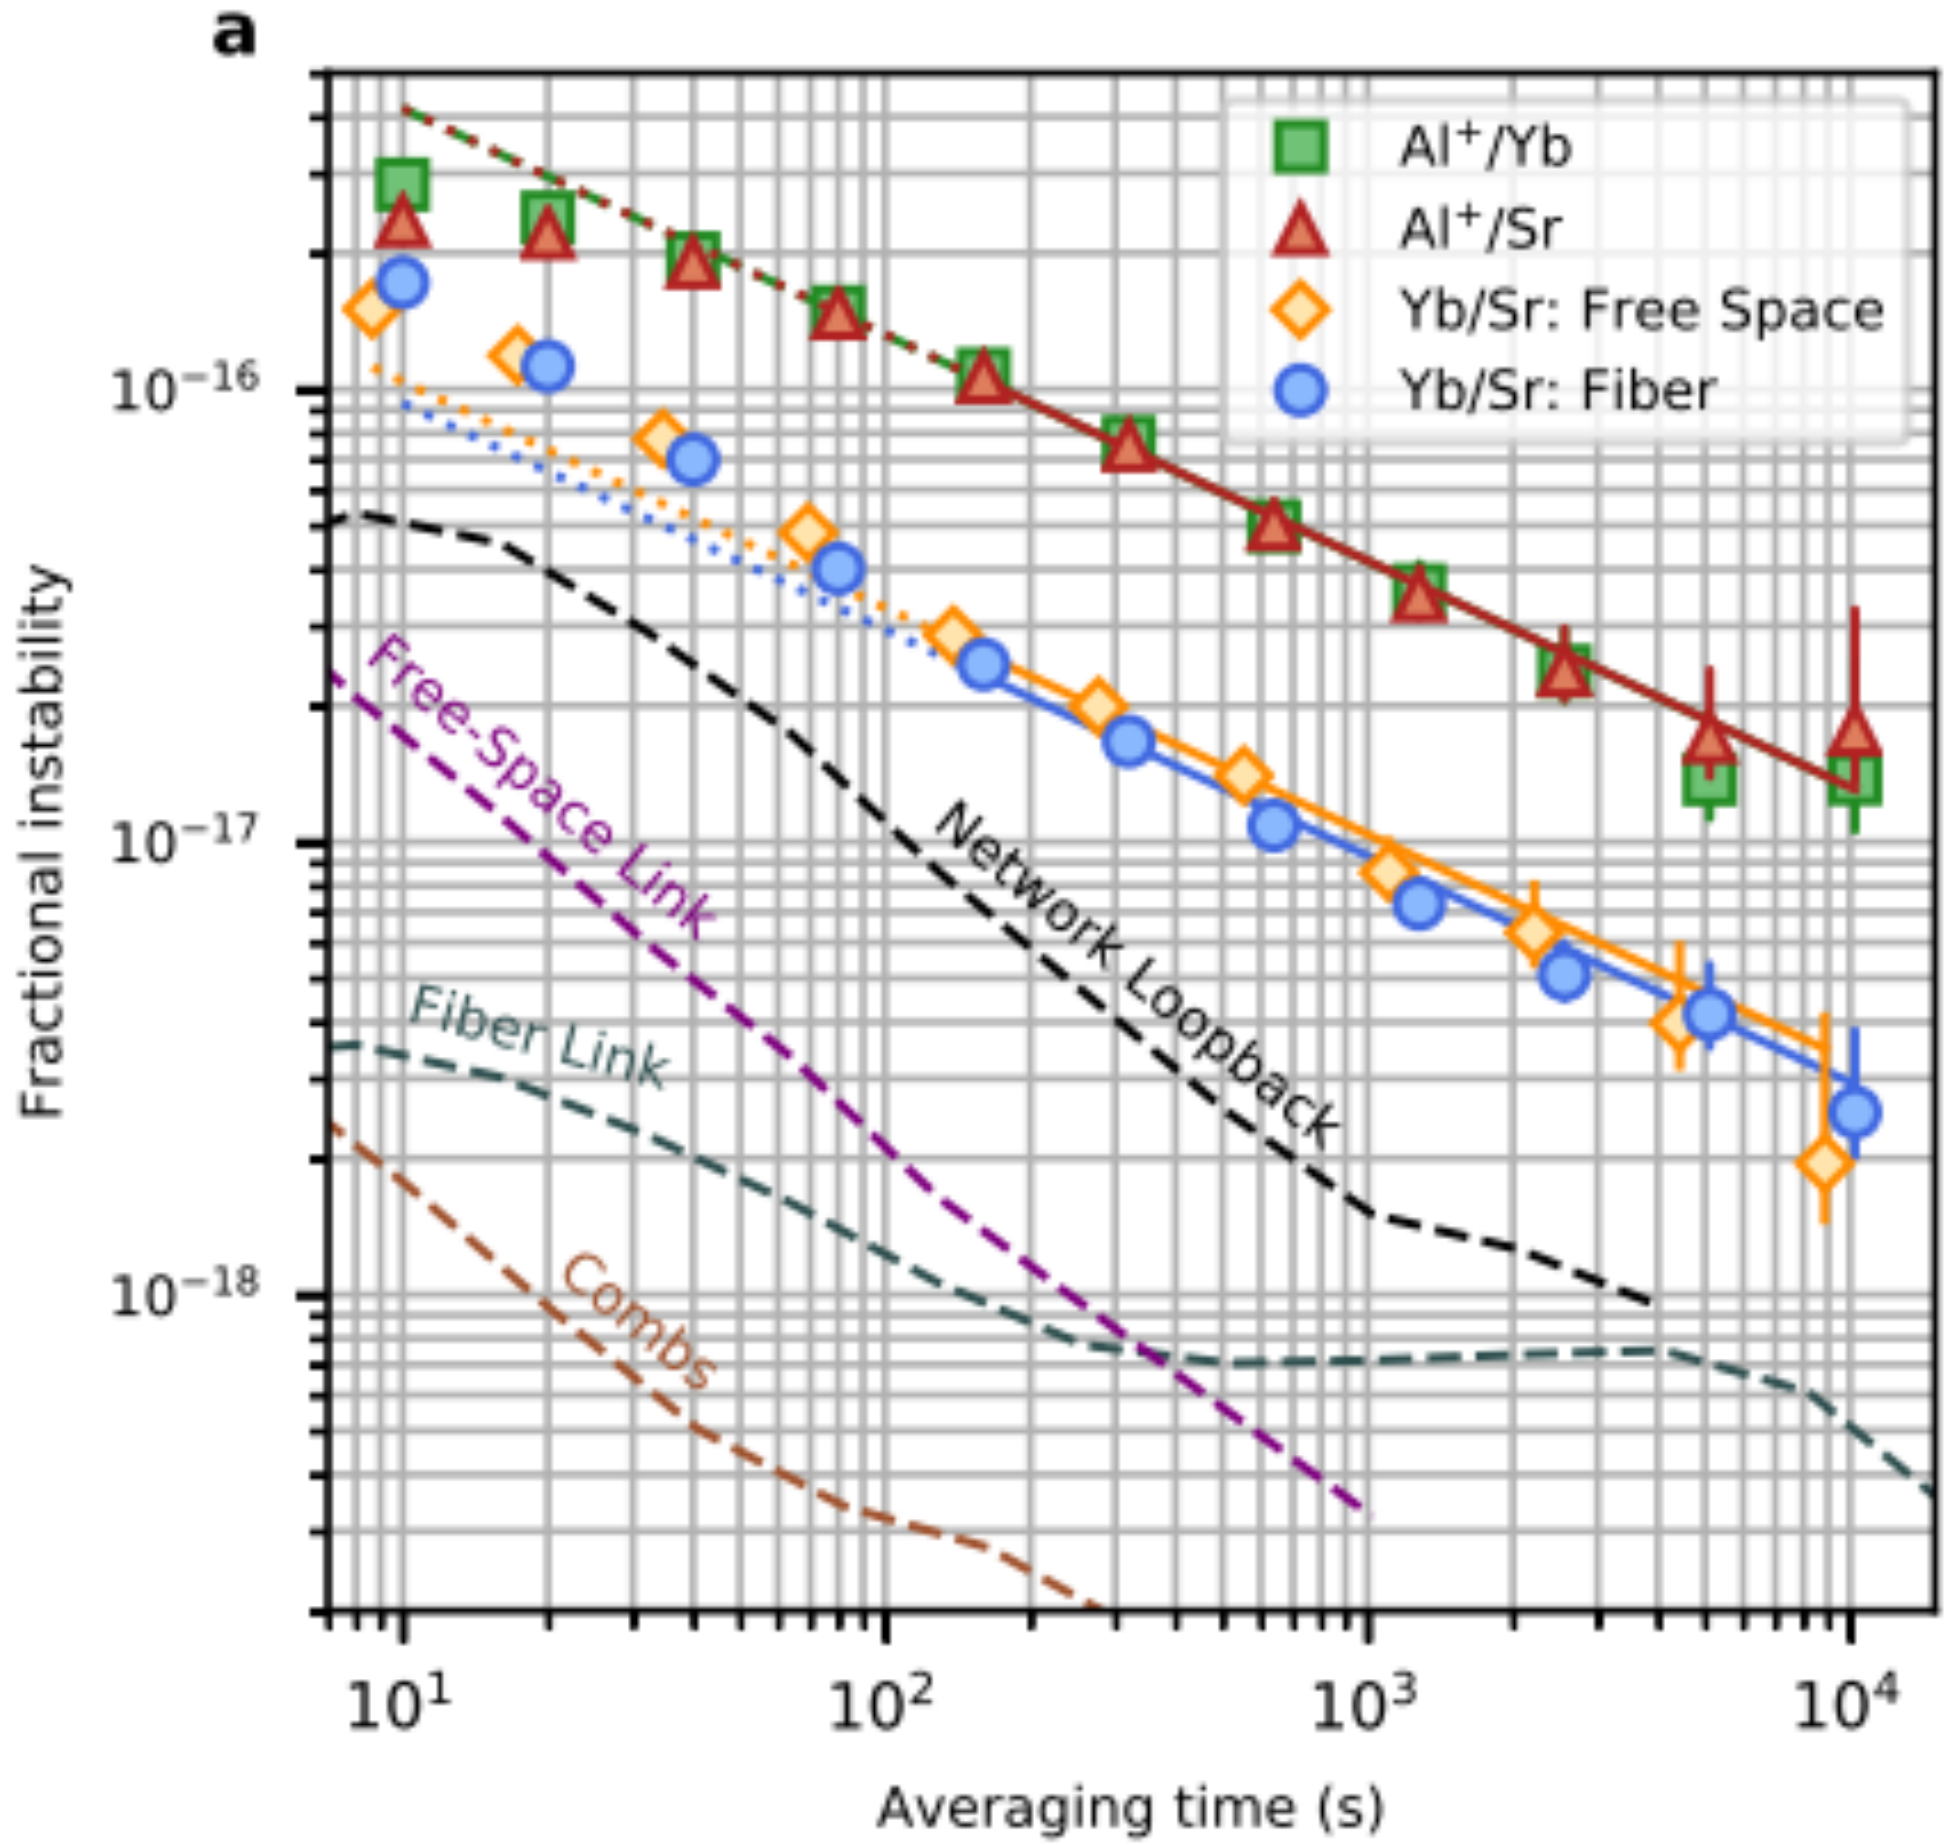 a
Al⁺/Yb
Al⁺/Sr
Yb/Sr: Free Space
Yb/Sr: Fiber
10⁻¹⁶
10⁻¹⁷
10⁻¹⁸
Fractional instability
Free-Space Link
Network Loopback
Fiber Link
Combs
10¹ 10² 10³ 10⁴
Averaging time (s)